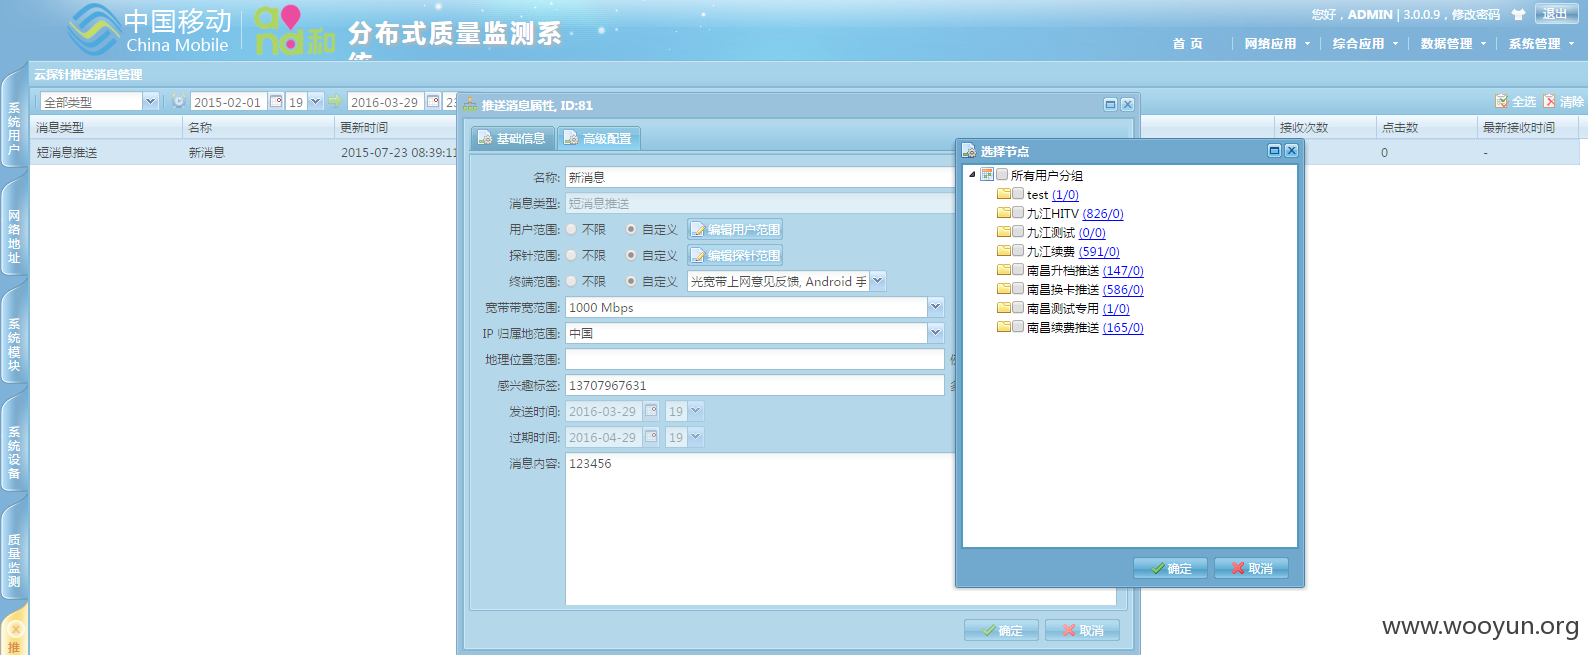 中国移动
China Mobile
and和
分布式质量监测系
您好，ADMIN | 3.0.0.9，修改密码
退出
首 页
网络应用
综合应用
数据管理
系统管理
云探针推送消息管理
全部类型
2015-02-01
19
2016-03-29
23
全选
清除
消息类型
名称
更新时间
接收次数
点击数
最新接收时间
短消息推送
新消息
2015-07-23 08:39:11
0
-
系统用户
网络地址
系统模块
系统设备
质量监测
推
推送消息属性, ID:81
基础信息
高级配置
名称:
新消息
消息类型:
短消息推送
用户范围:
不限
自定义
编辑用户范围
探针范围:
不限
自定义
编辑探针范围
终端范围:
不限
自定义
光宽带上网意见反馈, Android 手
宽带带宽范围:
1000 Mbps
IP 归属地范围:
中国
地理位置范围:
感兴趣标签:
13707967631
发送时间:
2016-03-29
19
过期时间:
2016-04-29
19
消息内容:
123456
确定
取消
选择节点
所有用户分组
test (1/0)
九江HITV (826/0)
九江测试 (0/0)
九江续费 (591/0)
南昌升档推送 (147/0)
南昌换卡推送 (586/0)
南昌测试专用 (1/0)
南昌续费推送 (165/0)
确定
取消
www.wooyun.org